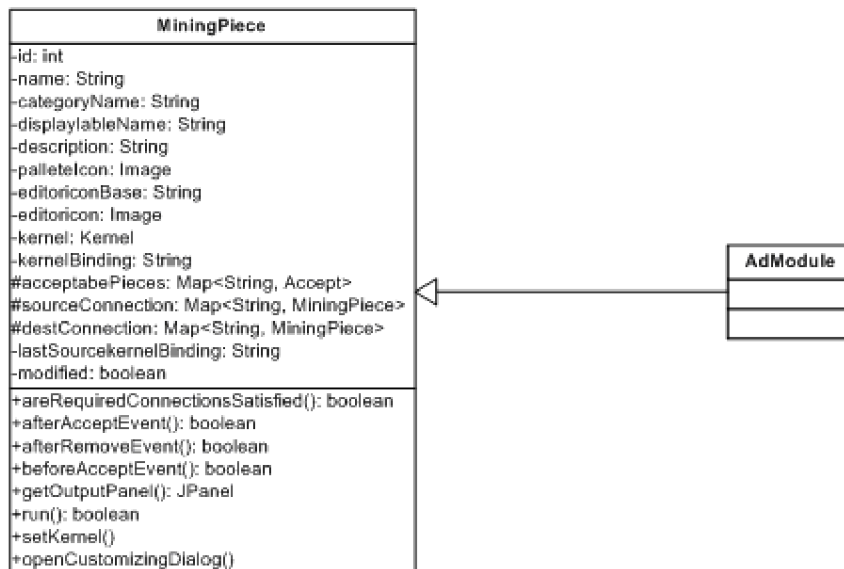 MiningPiece
-id: int
-name: String
-categoryName: String
-displaylableName: String
-description: String
-palleteIcon: Image
-editoriconBase: String
-editoricon: Image
-kernel: Kernel
-kernelBinding: String
#acceptabePieces: Map<String, Accept>
#sourceConnection: Map<String, MiningPiece>
#destConnection: Map<String, MiningPiece>
-lastSourcekernelBinding: String
-modified: boolean
+areRequiredConnectionsSatisfied(): boolean
+afterAcceptEvent(): boolean
+afterRemoveEvent(): boolean
+beforeAcceptEvent(): boolean
+getOutputPanel(): JPanel
+run(): boolean
+setKernel()
+openCustomizingDialog()
AdModule